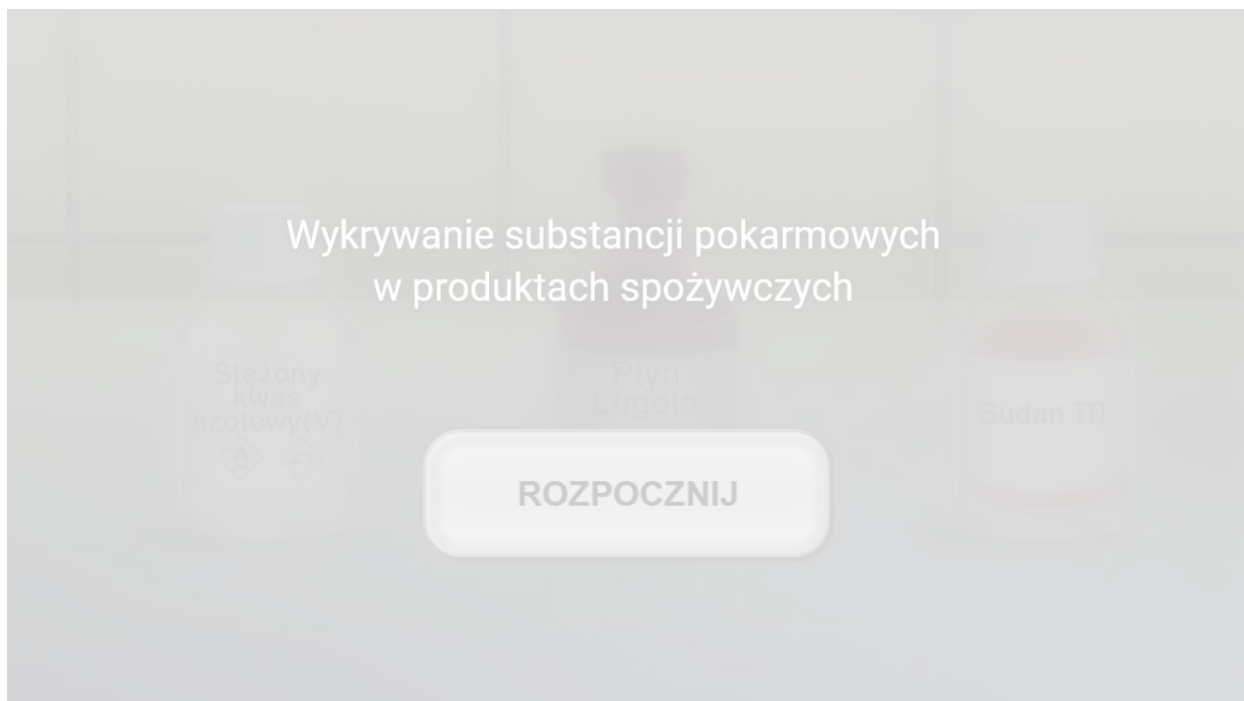 Wykrywanie substancji pokarmowych
w produktach spożywczych
Stężony
kwas
azotowy(V)
Płyn
Lugola
Sudan III
ROZPOCZNIJ